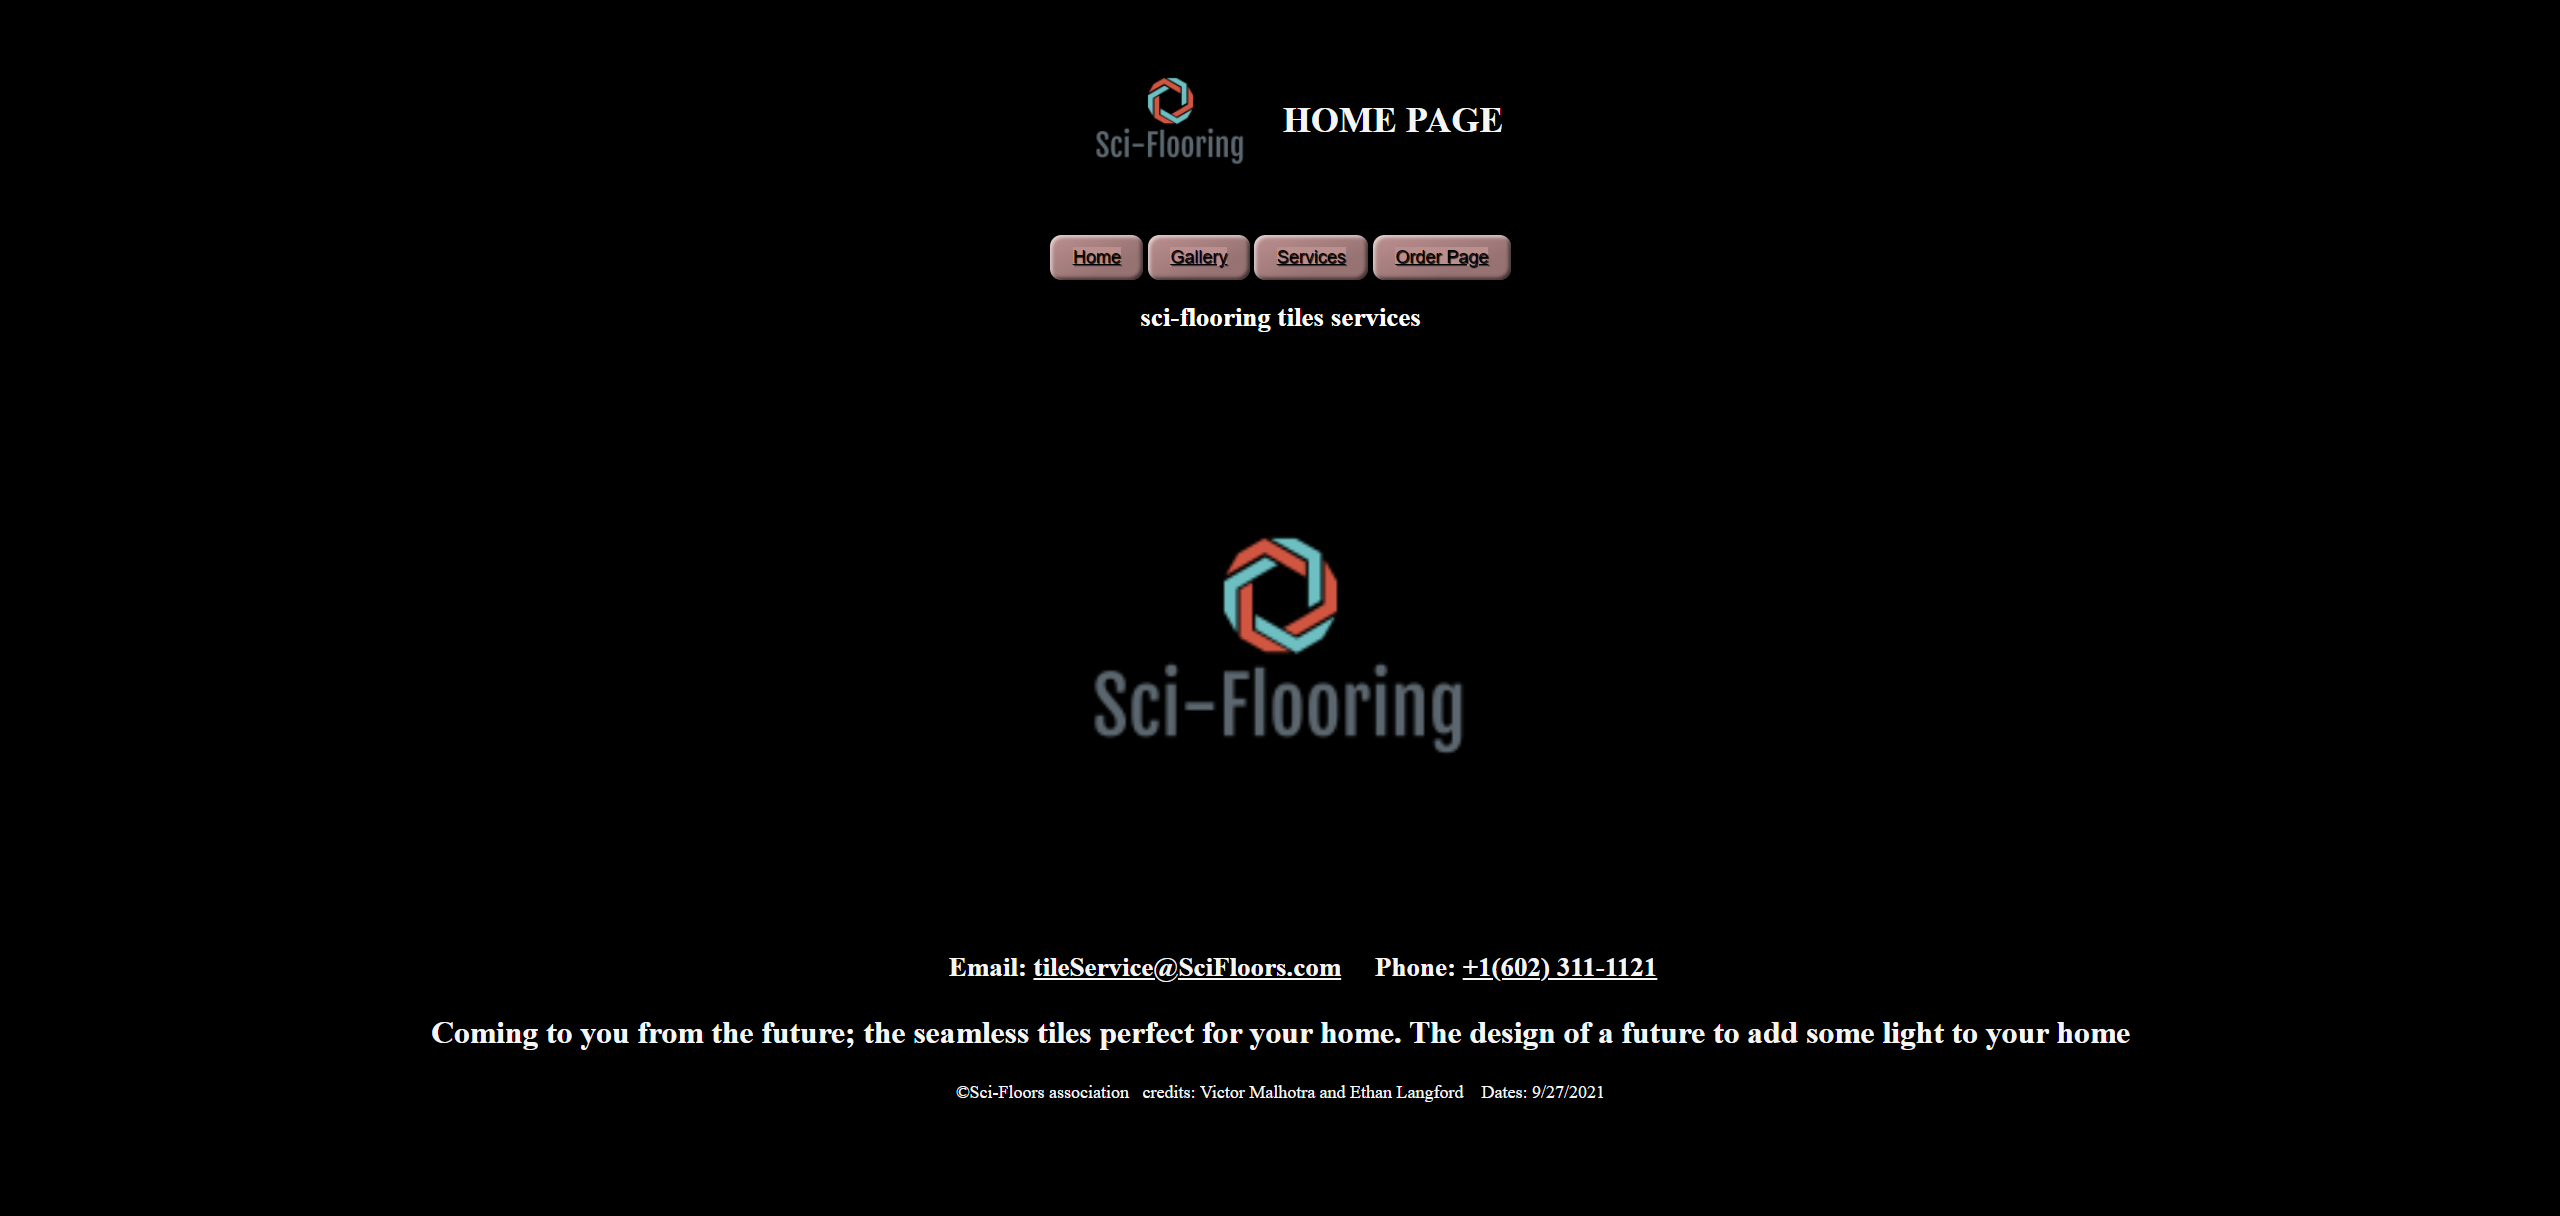 Sci-Flooring
HOME PAGE
Home Gallery Services Order Page
sci-flooring tiles services
Sci-Flooring
Email: tileService@SciFloors.com Phone: +1(602) 311-1121
Coming to you from the future; the seamless tiles perfect for your home. The design of a future to add some light to your home
©Sci-Floors association credits: Victor Malhotra and Ethan Langford Dates: 9/27/2021